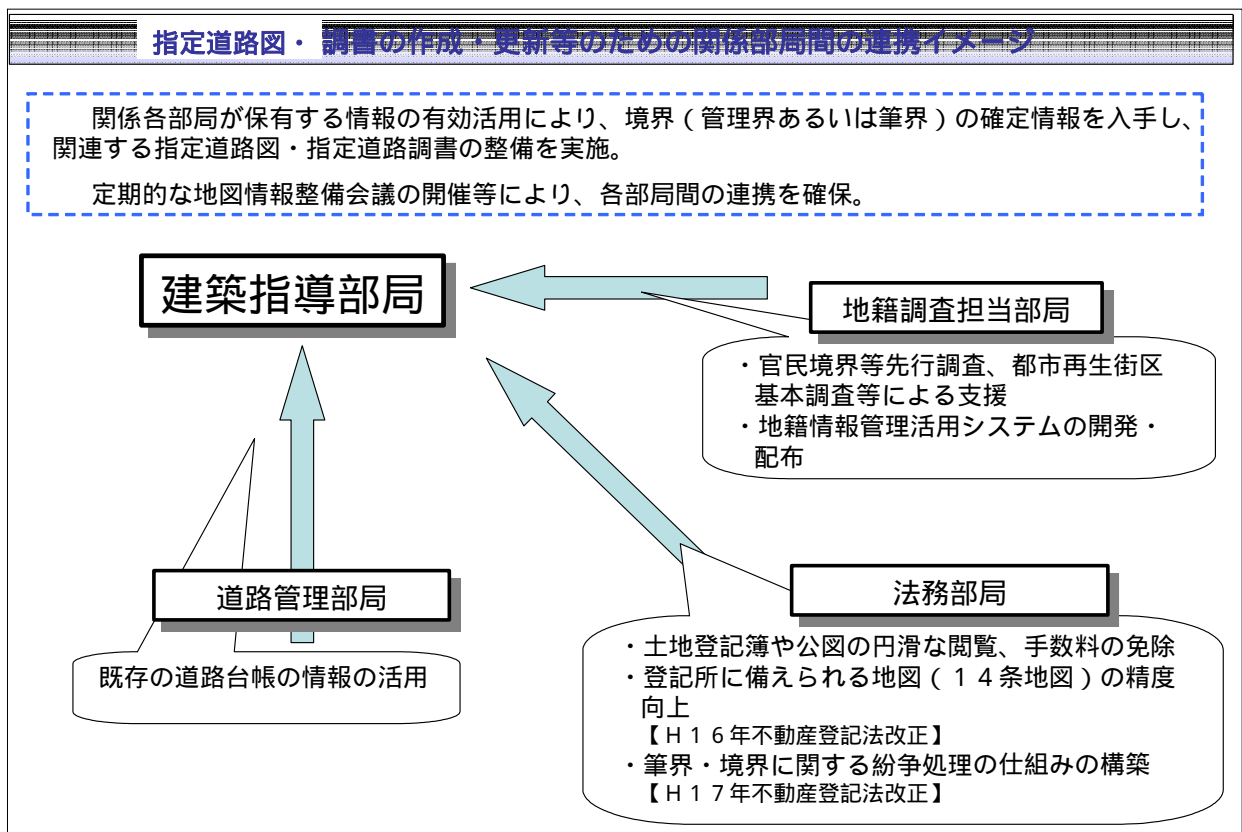 指定道路図・調書の作成・更新等のための関係部局間の連携イメージ
関係各部局が保有する情報の有効活用により、境界(管理界あるいは筆界)の確定情報を入手し、
関連する指定道路図・指定道路調書の整備を実施。
定期的な地図情報整備会議の開催等により、各部局間の連携を確保。
建築指導部局
地籍調査担当部局
・官民境界等先行調査、都市再生街区
基本調査等による支援
・地籍情報管理活用システムの開発・
配布
道路管理部局
既存の道路台帳の情報の活用
法務部局
・土地登記簿や公図の円滑な閲覧、手数料の免除
・登記所に備えられる地図(14条地図)の精度
向上
【H16年不動産登記法改正】
・筆界・境界に関する紛争処理の仕組みの構築
【H17年不動産登記法改正】